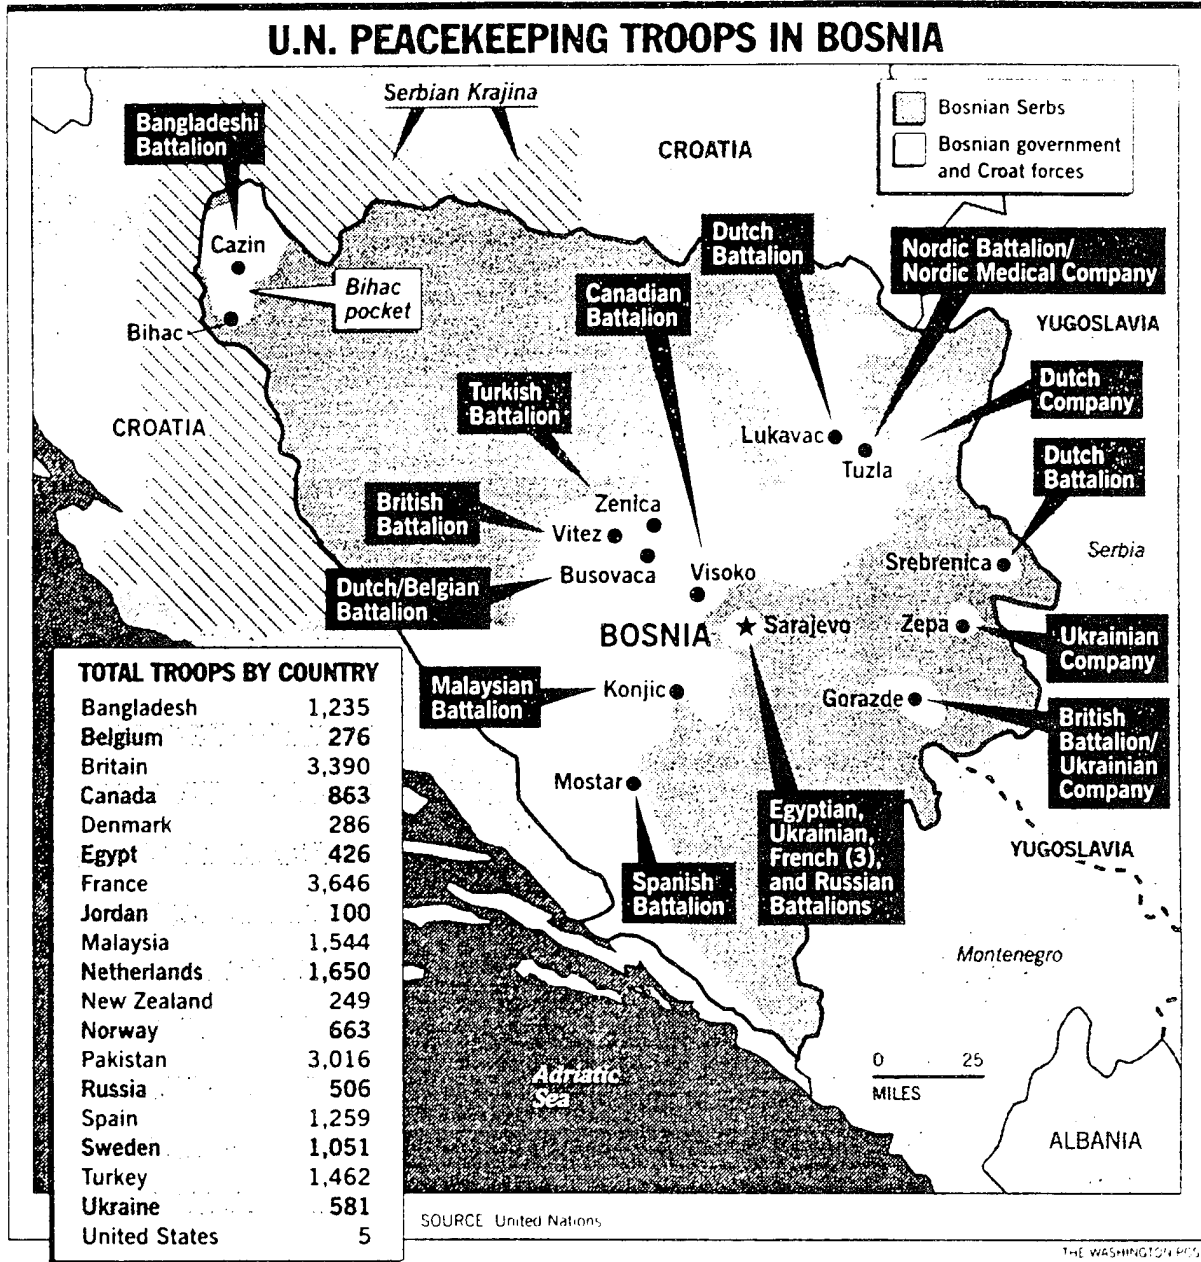 U.N. PEACEKEEPING TROOPS IN BOSNIA
Serbian Krajina
Bangladeshi
Battalion
CROATIA
Bosnian Serbs
Bosnian government
and Croat forces
Cazin
Bihac
pocket
Bihac
Canadian
Battalion
Dutch
Battalion
Nordic Battalion/
Nordic Medical Company
YUGOSLAVIA
Turkish
Battalion
Dutch
Company
CROATIA
Lukavac
Tuzla
Dutch
Battalion
British
Battalion
Zenica
Vitez
Busovaca
Visoko
Srebrenica
Serbia
Dutch/Belgian
Battalion
BOSNIA
Sarajevo
Zepa
Ukrainian
Company
Malaysian
Battalion
Konjic
Gorazde
British
Battalion/
Ukrainian
Company
Mostar
Spanish
Battalion
Egyptian,
Ukrainian,
French (3),
and Russian
Battalions
YUGOSLAVIA
Montenegro
Adriatic
Sea
0 25
MILES
ALBANIA
TOTAL TROOPS BY COUNTRY
Bangladesh 1,235
Belgium 276
Britain 3,390
Canada 863
Denmark 286
Egypt 426
France 3,646
Jordan 100
Malaysia 1,544
Netherlands 1,650
New Zealand 249
Norway 663
Pakistan 3,016
Russia 506
Spain 1,259
Sweden 1,051
Turkey 1,462
Ukraine 581
United States 5
SOURCE United Nations
THE WASHINGTON